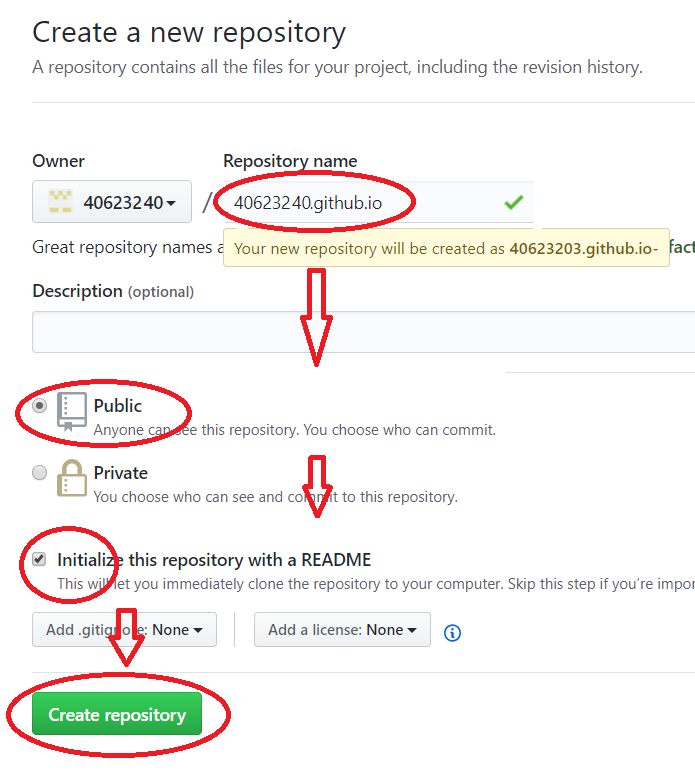 Create a new repository
A repository contains all the files for your project, including the revision history.
Owner
Repository name
40623240
/
40623240.github.io
Great repository names a
Your new repository will be created as 40623203.github.io-
fact
Description (optional)
Public
Anyone can see this repository. You choose who can commit.
Private
You choose who can see and commit to this repository.
Initialize this repository with a README
This will let you immediately clone the repository to your computer. Skip this step if you're impor
Add .gitignore: None
Add a license: None
Create repository